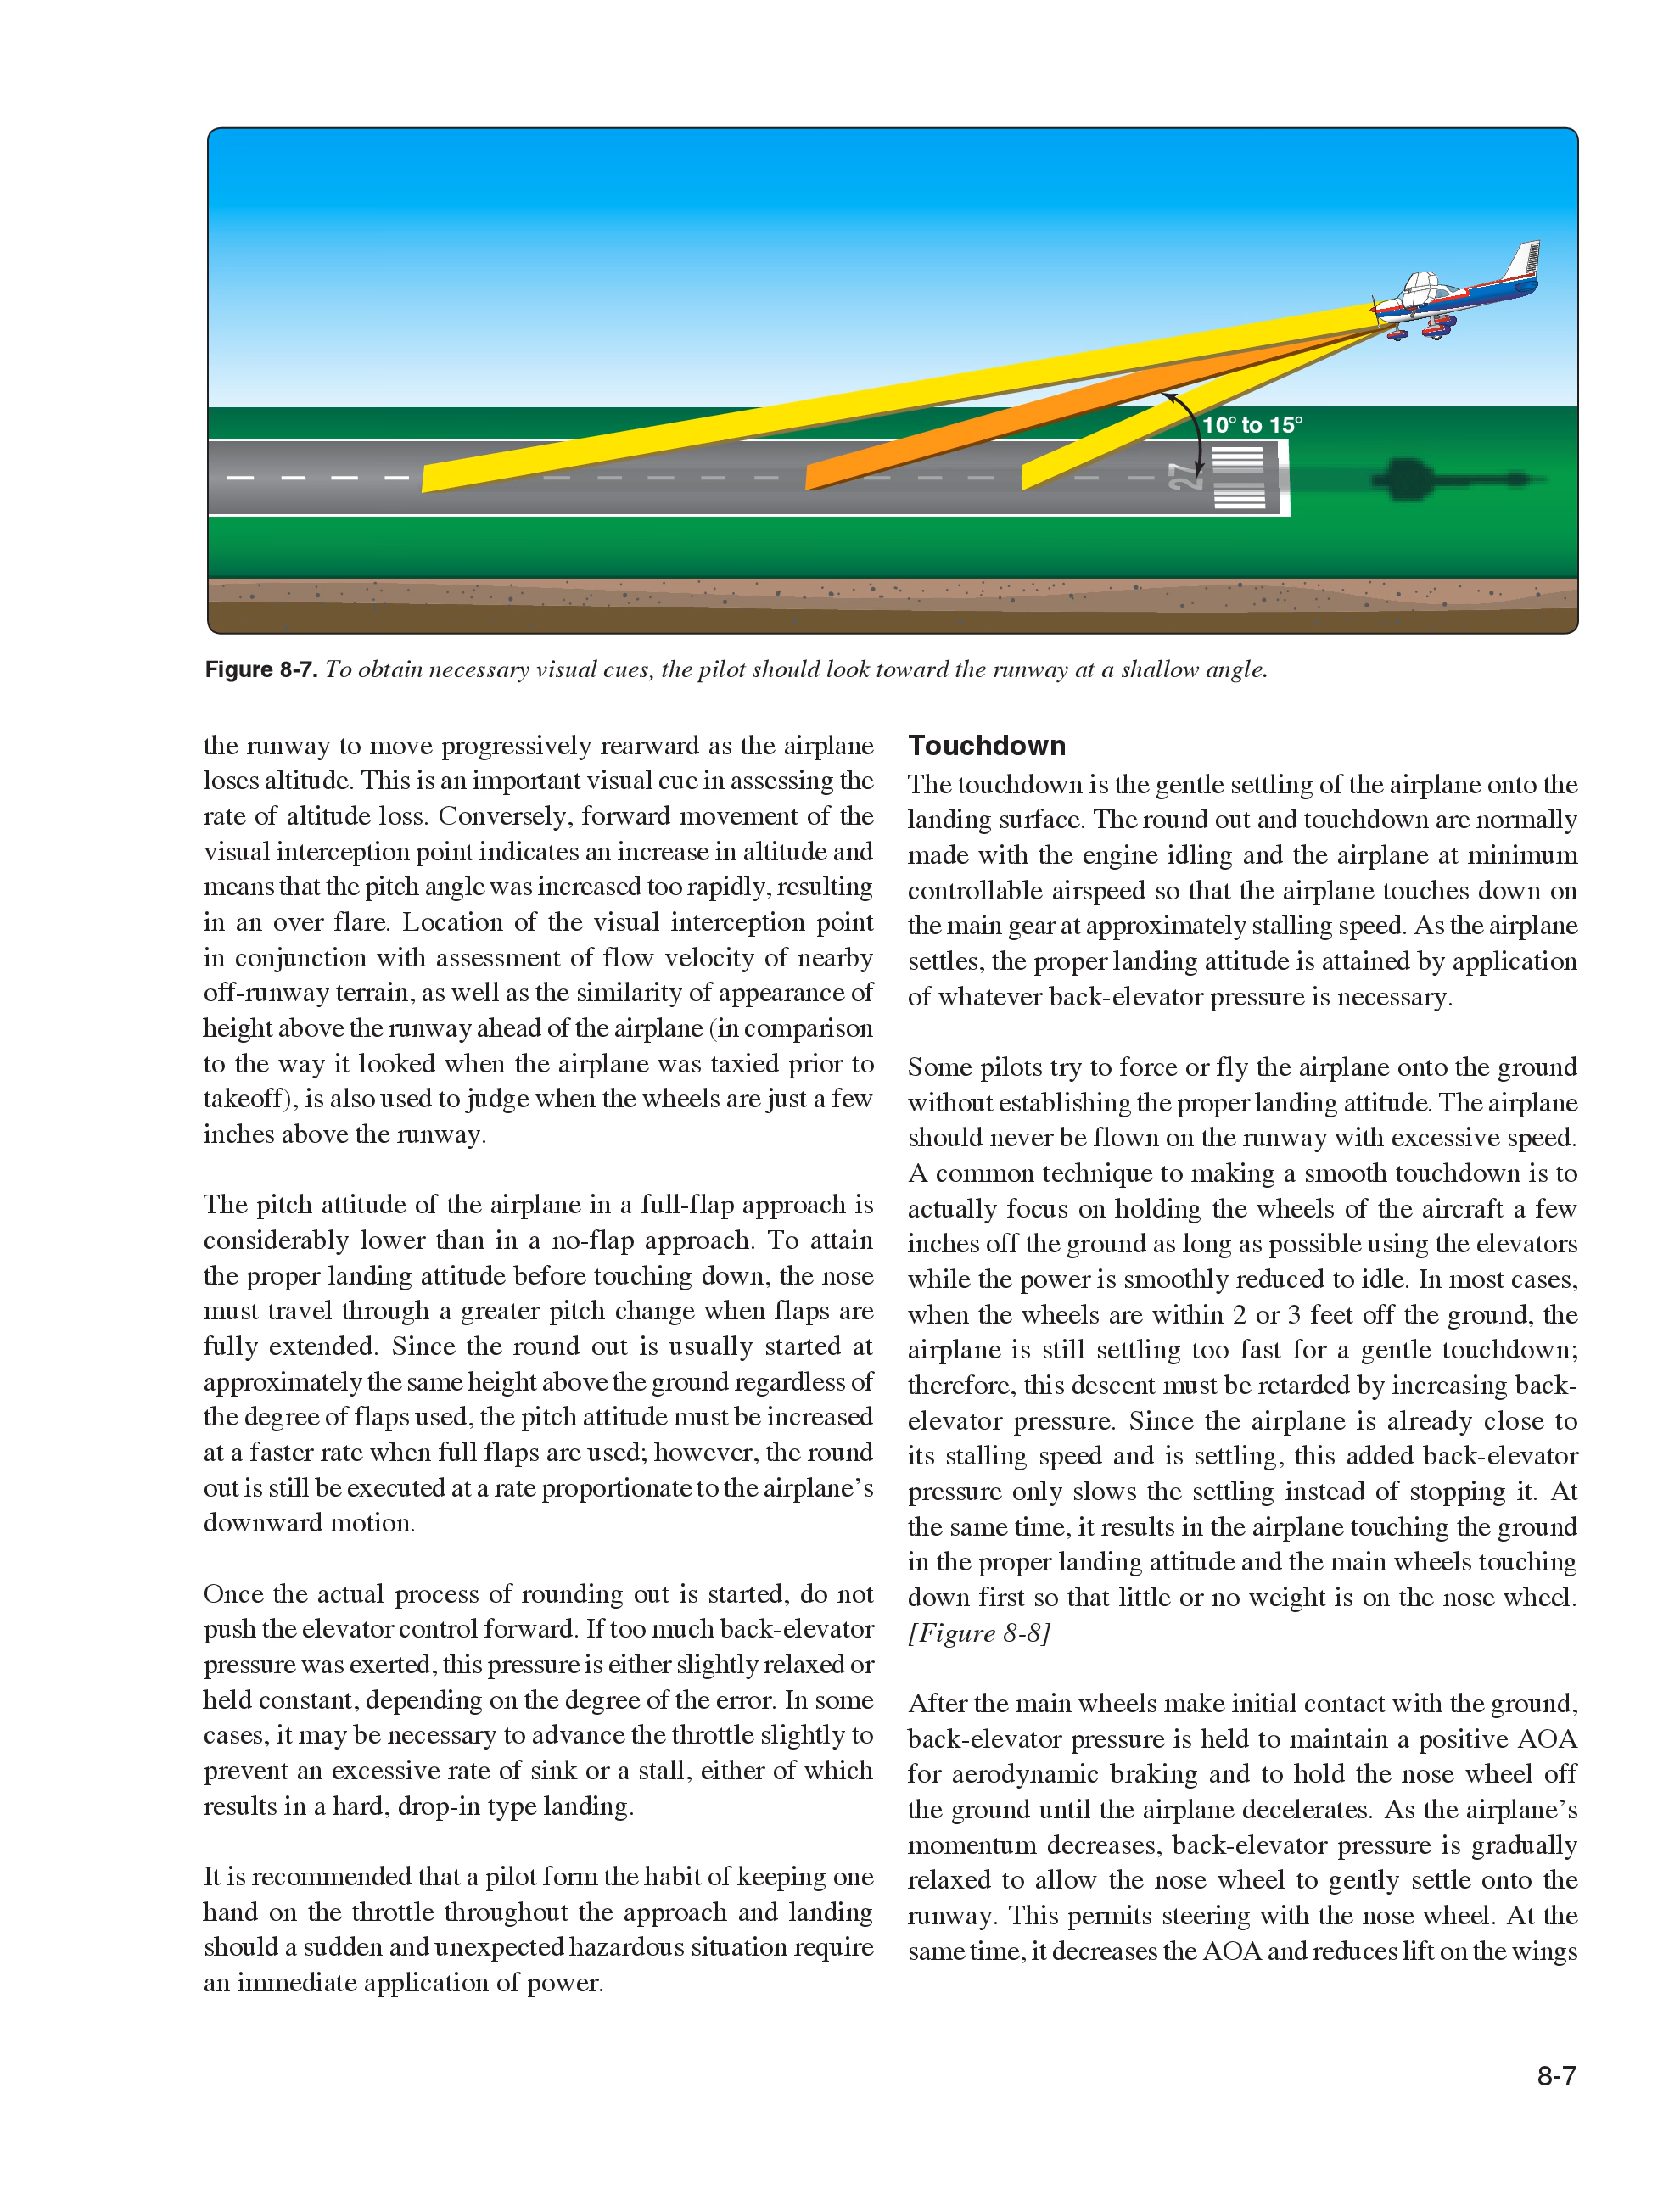 10° to 15°
27
Figure 8-7. To obtain necessary visual cues, the pilot should look toward the runway at a shallow angle.
the runway to move progressively rearward as the airplane
loses altitude. This is an important visual cue in assessing the
rate of altitude loss. Conversely, forward movement of the
visual interception point indicates an increase in altitude and
means that the pitch angle was increased too rapidly, resulting
in an over flare. Location of the visual interception point
in conjunction with assessment of flow velocity of nearby
off-runway terrain, as well as the similarity of appearance of
height above the runway ahead of the airplane (in comparison
to the way it looked when the airplane was taxied prior to
takeoff), is also used to judge when the wheels are just a few
inches above the runway.
The pitch attitude of the airplane in a full-flap approach is
considerably lower than in a no-flap approach. To attain
the proper landing attitude before touching down, the nose
must travel through a greater pitch change when flaps are
fully extended. Since the round out is usually started at
approximately the same height above the ground regardless of
the degree of flaps used, the pitch attitude must be increased
at a faster rate when full flaps are used; however, the round
out is still be executed at a rate proportionate to the airplane’s
downward motion.
Once the actual process of rounding out is started, do not
push the elevator control forward. If too much back-elevator
pressure was exerted, this pressure is either slightly relaxed or
held constant, depending on the degree of the error. In some
cases, it may be necessary to advance the throttle slightly to
prevent an excessive rate of sink or a stall, either of which
results in a hard, drop-in type landing.
It is recommended that a pilot form the habit of keeping one
hand on the throttle throughout the approach and landing
should a sudden and unexpected hazardous situation require
an immediate application of power.
Touchdown
The touchdown is the gentle settling of the airplane onto the
landing surface. The round out and touchdown are normally
made with the engine idling and the airplane at minimum
controllable airspeed so that the airplane touches down on
the main gear at approximately stalling speed. As the airplane
settles, the proper landing attitude is attained by application
of whatever back-elevator pressure is necessary.
Some pilots try to force or fly the airplane onto the ground
without establishing the proper landing attitude. The airplane
should never be flown on the runway with excessive speed.
A common technique to making a smooth touchdown is to
actually focus on holding the wheels of the aircraft a few
inches off the ground as long as possible using the elevators
while the power is smoothly reduced to idle. In most cases,
when the wheels are within 2 or 3 feet off the ground, the
airplane is still settling too fast for a gentle touchdown;
therefore, this descent must be retarded by increasing back-
elevator pressure. Since the airplane is already close to
its stalling speed and is settling, this added back-elevator
pressure only slows the settling instead of stopping it. At
the same time, it results in the airplane touching the ground
in the proper landing attitude and the main wheels touching
down first so that little or no weight is on the nose wheel.
[Figure 8-8]
After the main wheels make initial contact with the ground,
back-elevator pressure is held to maintain a positive AOA
for aerodynamic braking and to hold the nose wheel off
the ground until the airplane decelerates. As the airplane’s
momentum decreases, back-elevator pressure is gradually
relaxed to allow the nose wheel to gently settle onto the
runway. This permits steering with the nose wheel. At the
same time, it decreases the AOA and reduces lift on the wings
8-7